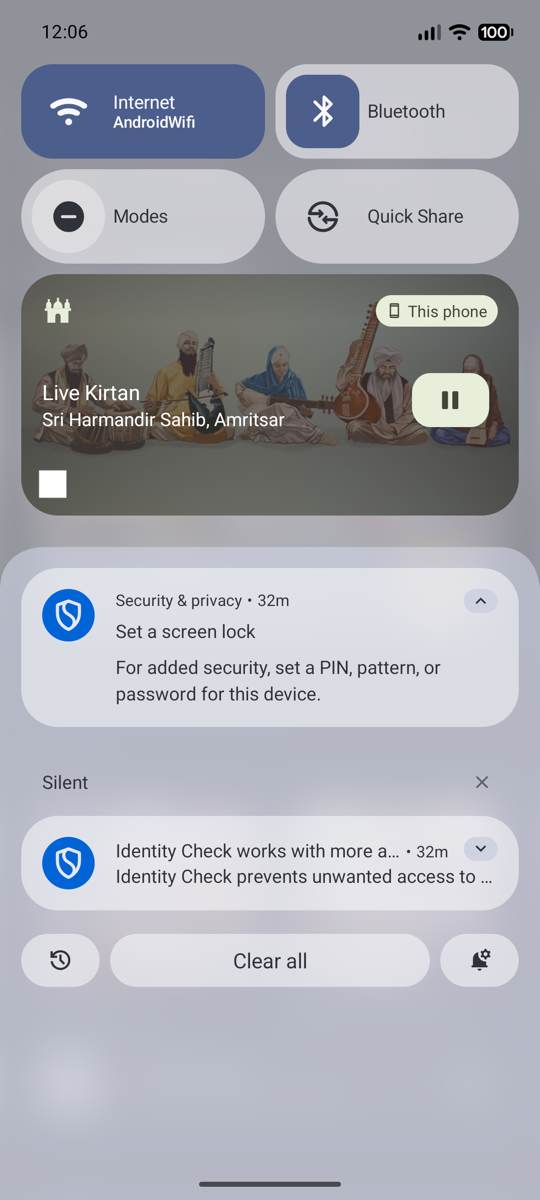 12:06
100
Internet
AndroidWifi
Bluetooth
Modes
Quick Share
This phone
Live Kirtan
Sri Harmandir Sahib, Amritsar
Security & privacy • 32m
Set a screen lock
For added security, set a PIN, pattern, or
password for this device.
Silent
Identity Check works with more a… • 32m
Identity Check prevents unwanted access to …
Clear all